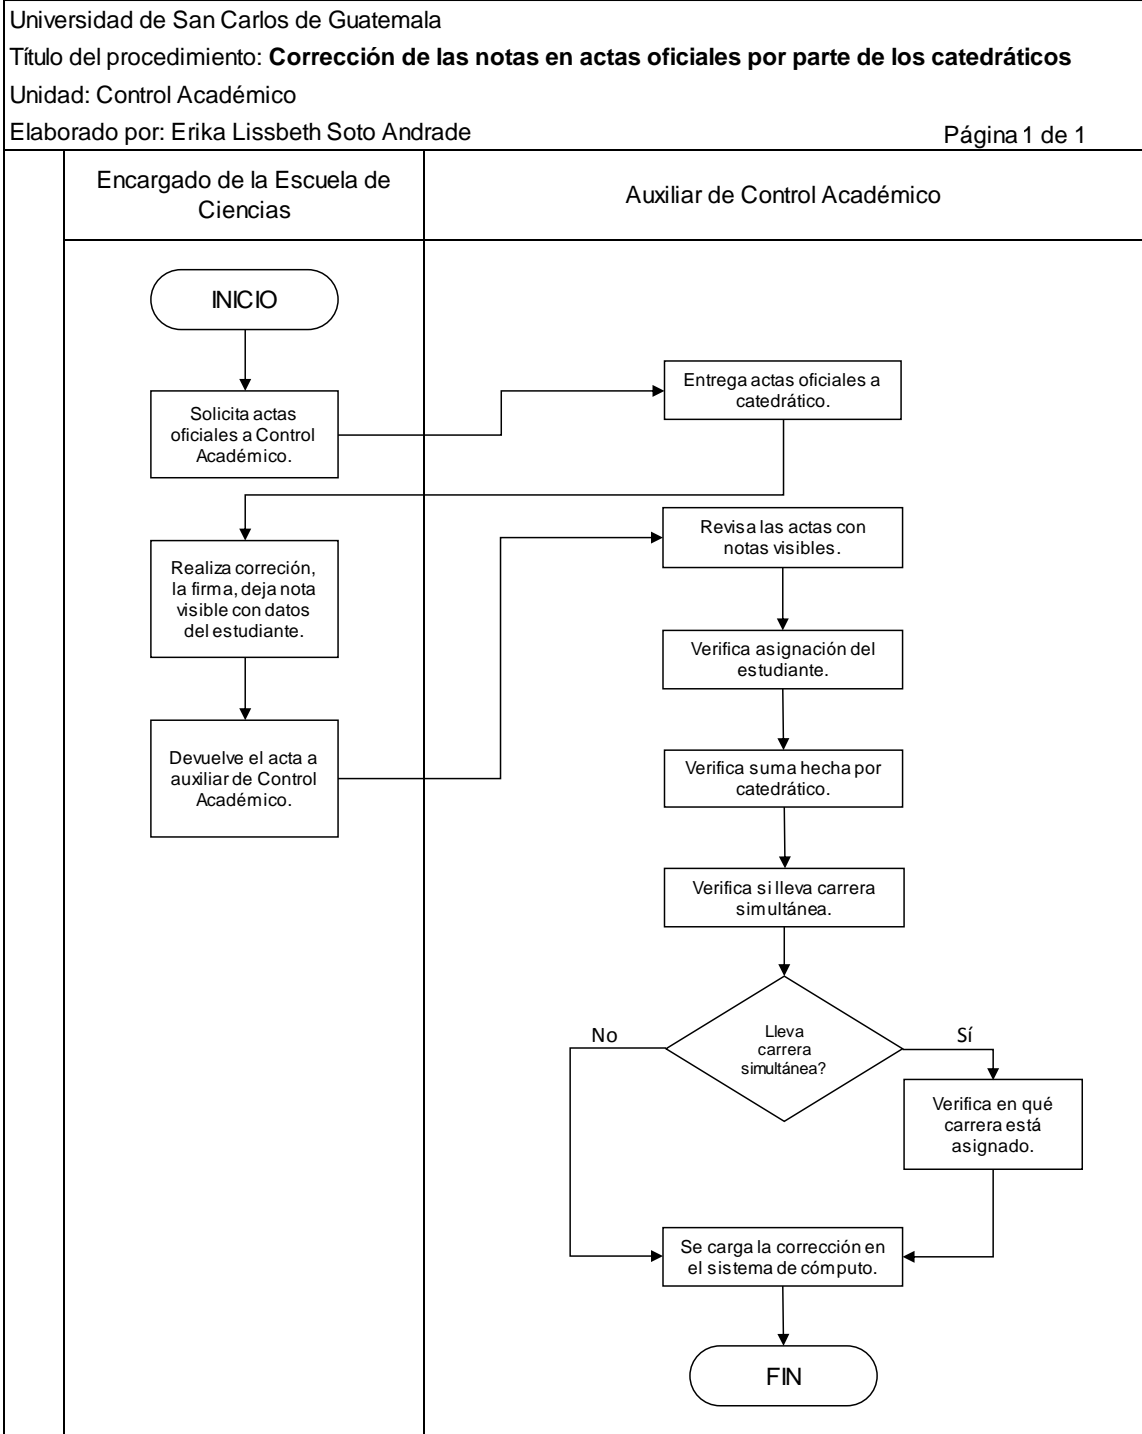 Universidad de San Carlos de Guatemala
Título del procedimiento: Corrección de las notas en actas oficiales por parte de los catedráticos
Unidad: Control Académico
Elaborado por: Erika Lissbeth Soto Andrade
Página 1 de 1
Encargado de la Escuela de
Ciencias
Auxiliar de Control Académico
INICIO
Solicita actas
oficiales a Control
Académico.
Entrega actas oficiales a
catedrático.
Realiza correción,
la firma, deja nota
visible con datos
del estudiante.
Devuelve el acta a
auxiliar de Control
Académico.
Revisa las actas con
notas visibles.
Verifica asignación del
estudiante.
Verifica suma hecha por
catedrático.
Verifica si lleva carrera
simultánea.
Lleva
carrera
simultánea?
No
Sí
Verifica en qué
carrera está
asignado.
Se carga la corrección en
el sistema de cómputo.
FIN